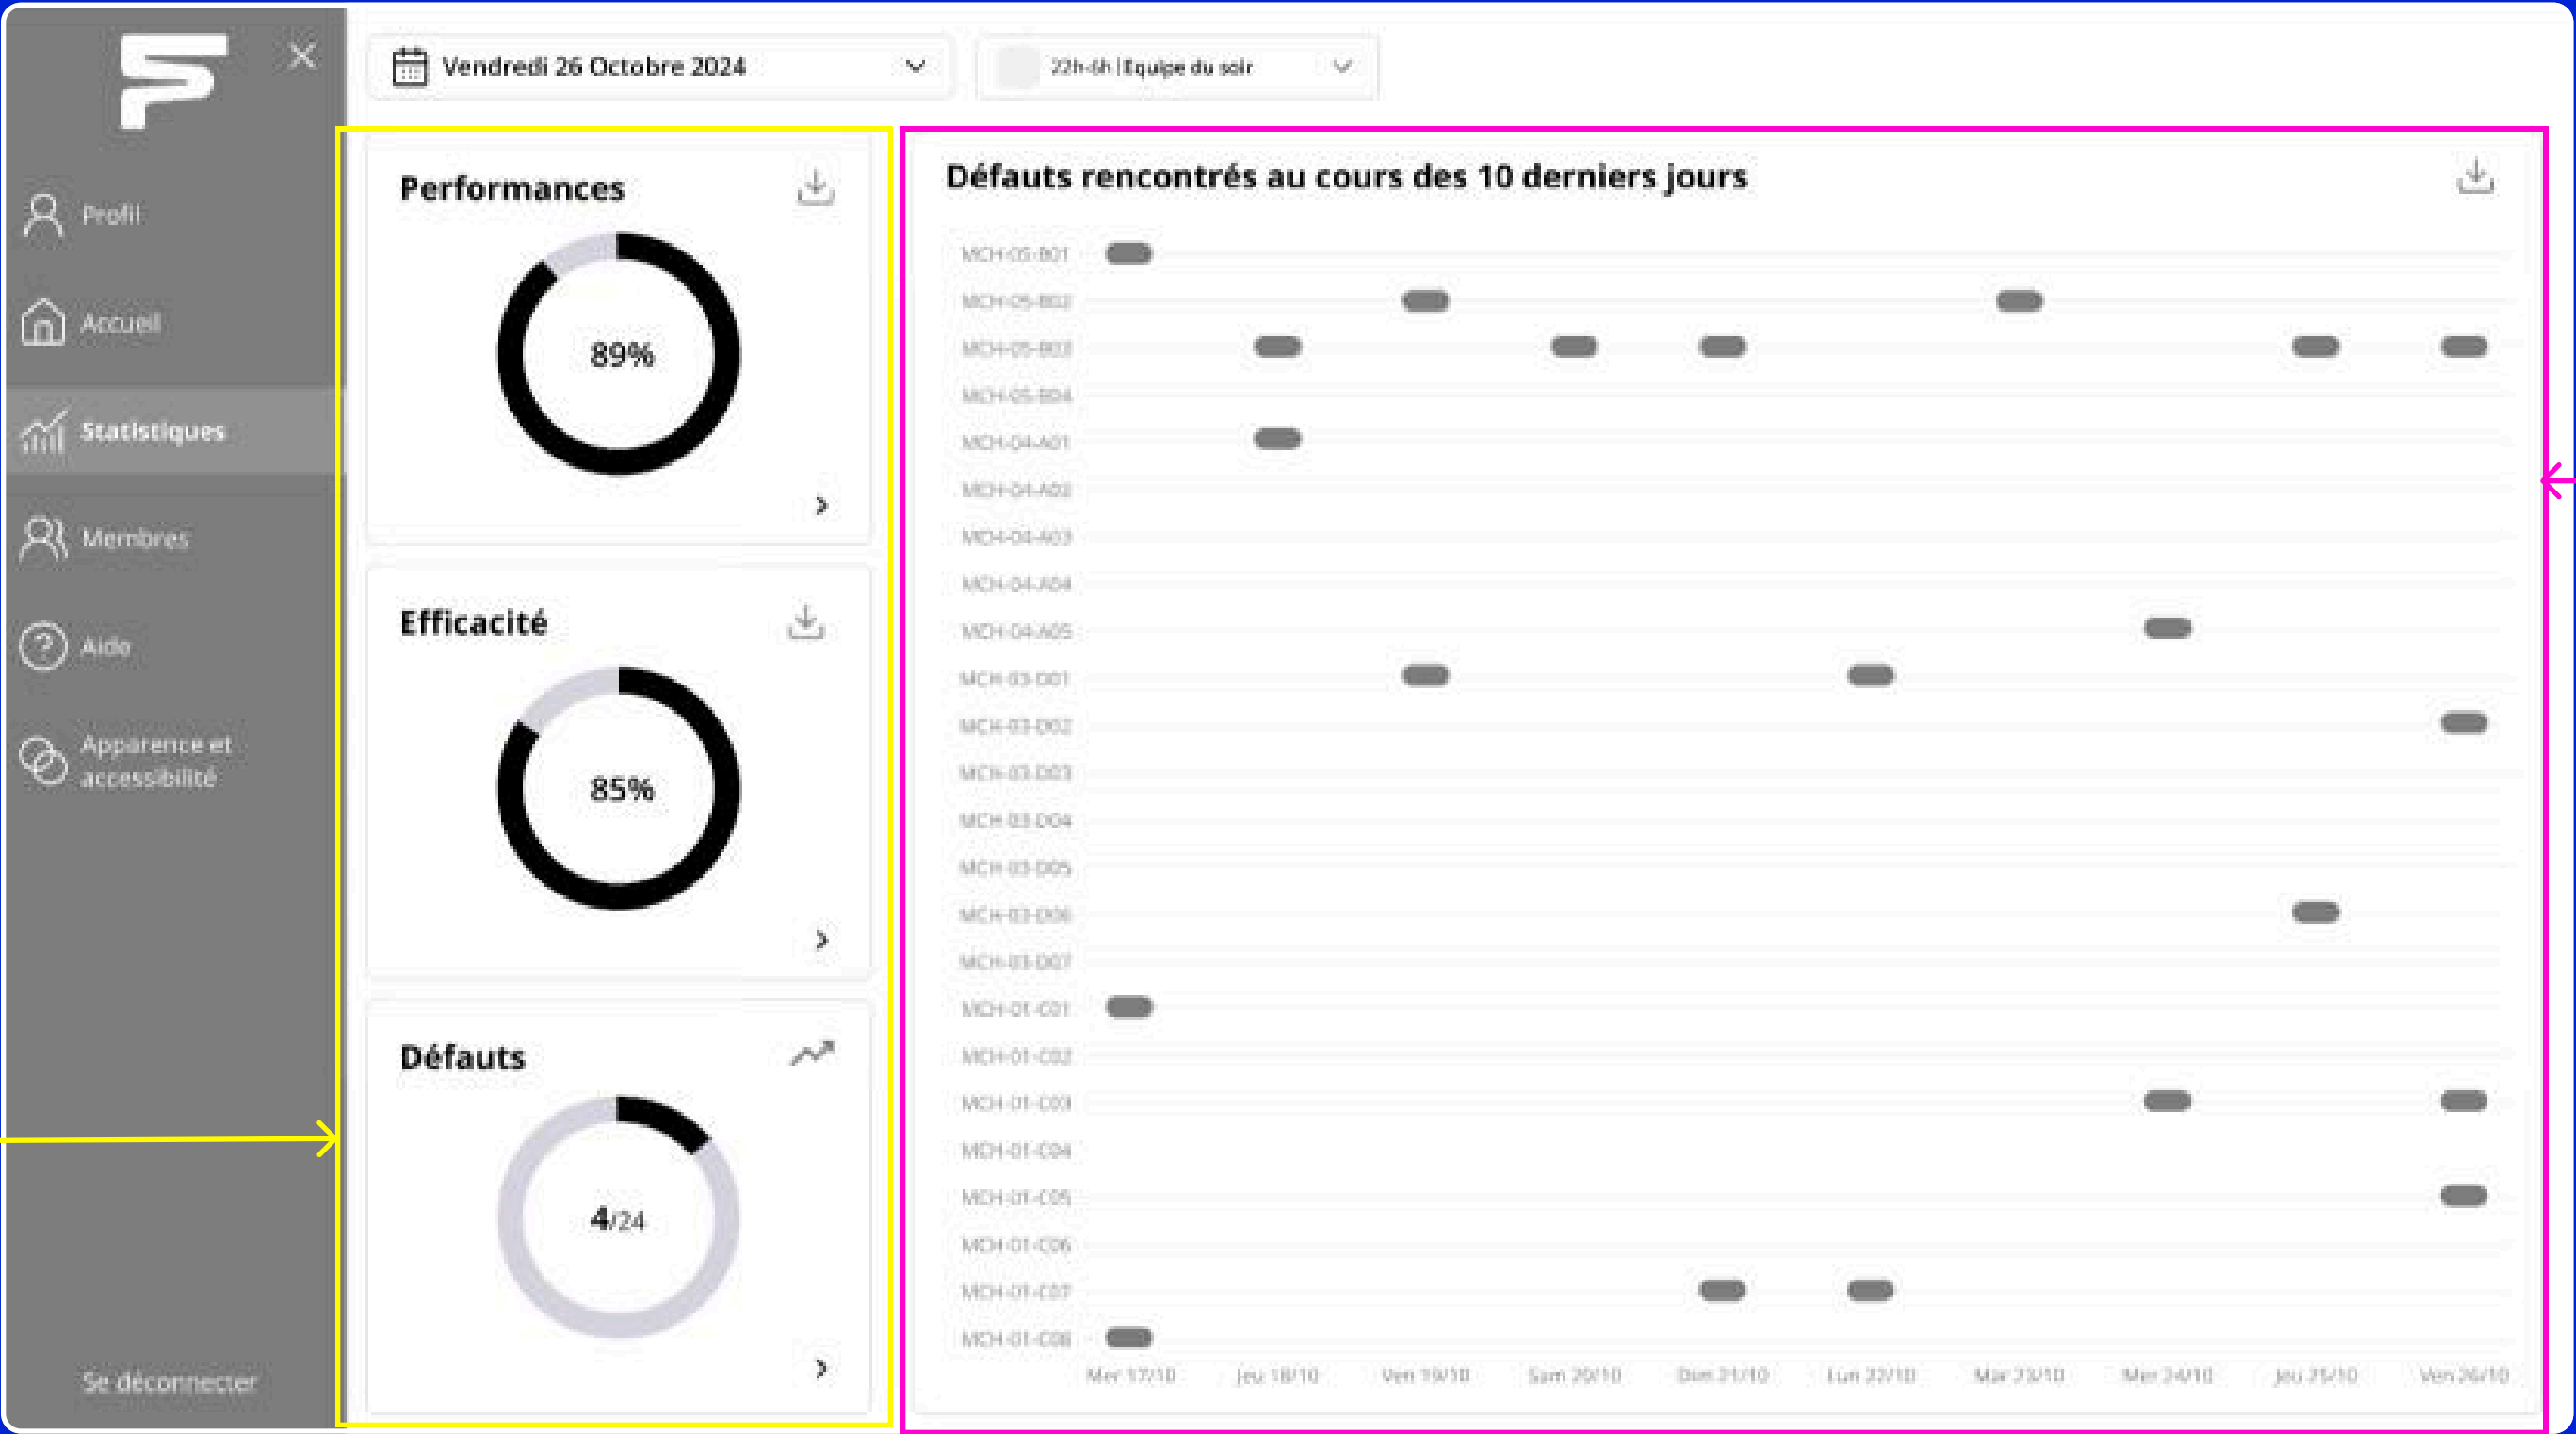 Vendredi 26 Octobre 2024
22h-6h | Equipe du soir
Profil
Accueil
Statistiques
Membres
Aide
Apparence et
accessibilité
Se déconnecter
Performances
89%
Efficacité
85%
Défauts
4/24
Défauts rencontrés au cours des 10 derniers jours
MCH-05-B01
MCH-05-B02
MCH-05-B03
MCH-05-B04
MCH-04-A01
MCH-04-A02
MCH-04-A03
MCH-04-A04
MCH-04-A05
MCH-03-D01
MCH-03-D02
MCH-03-D03
MCH-03-D04
MCH-03-D05
MCH-03-D06
MCH-03-D07
MCH-01-C01
MCH-01-C02
MCH-01-C03
MCH-01-C04
MCH-01-C05
MCH-01-C06
MCH-01-C07
MCH-01-C08
Mer 17/10 Jeu 18/10 Ven 19/10 Sam 20/10 Dim 21/10 Lun 22/10 Mar 23/10 Mer 24/10 Jeu 25/10 Ven 26/10